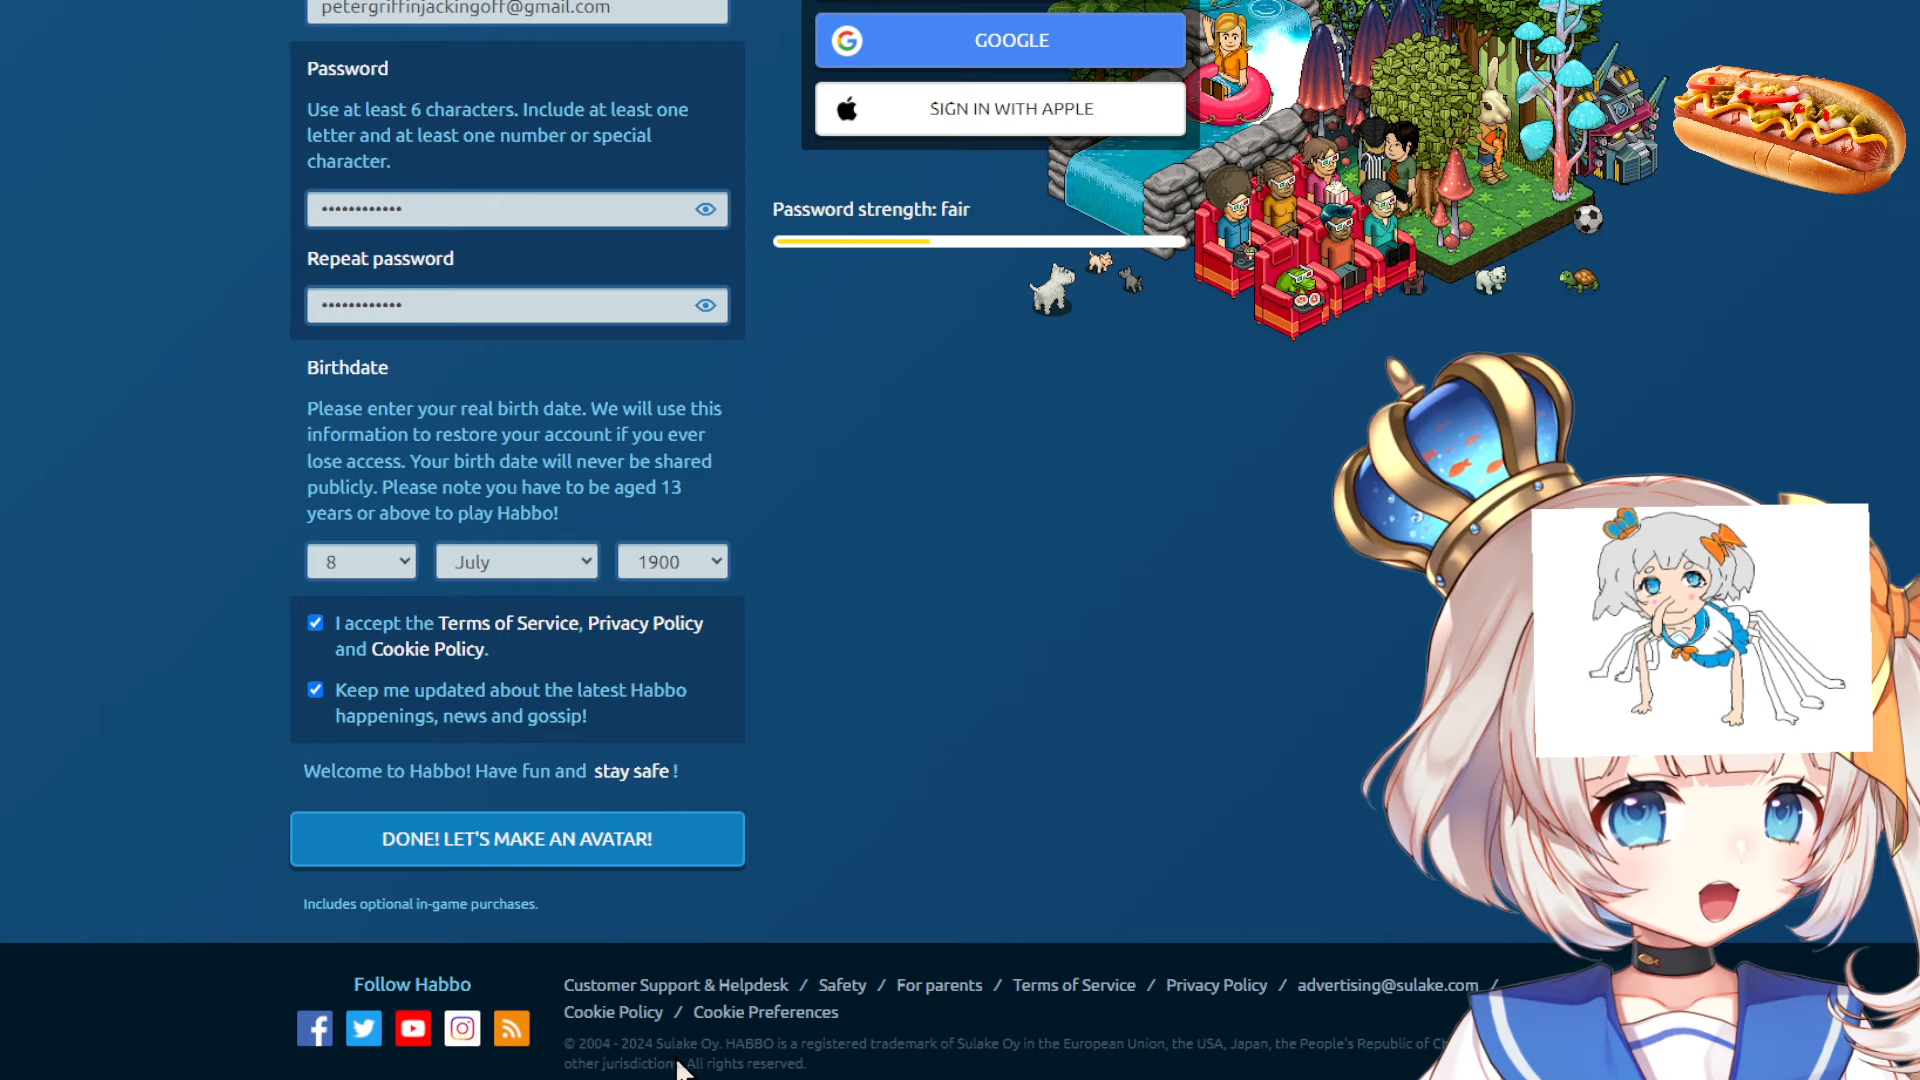 petergriffinjackingoff@gmail.com
GOOGLE
SIGN IN WITH APPLE
Password
Use at least 6 characters. Include at least one
letter and at least one number or special
character.
••••••••••••
Password strength: fair
Repeat password
••••••••••••
Birthdate
Please enter your real birth date. We will use this
information to restore your account if you ever
lose access. Your birth date will never be shared
publicly. Please note you have to be aged 13
years or above to play Habbo!
8 July 1900
I accept the Terms of Service, Privacy Policy
and Cookie Policy.
Keep me updated about the latest Habbo
happenings, news and gossip!
Welcome to Habbo! Have fun and stay safe !
DONE! LET'S MAKE AN AVATAR!
Includes optional in-game purchases.
Follow Habbo
Customer Support & Helpdesk / Safety / For parents / Terms of Service / Privacy Policy / advertising@sulake.com /
Cookie Policy / Cookie Preferences
© 2004 - 2024 Sulake Oy. HABBO is a registered trademark of Sulake Oy in the European Union, the USA, Japan, the People's Republic of
other jurisdiction All rights reserved.